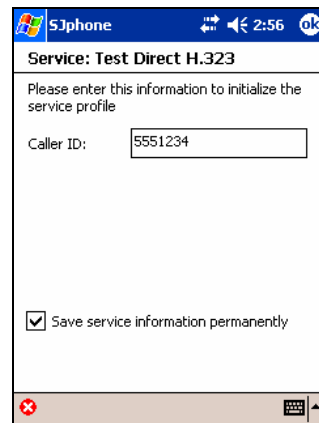 SJphone 2:56 ok
Service: Test Direct H.323
Please enter this information to initialize the
service profile
Caller ID: 5551234
Save service information permanently